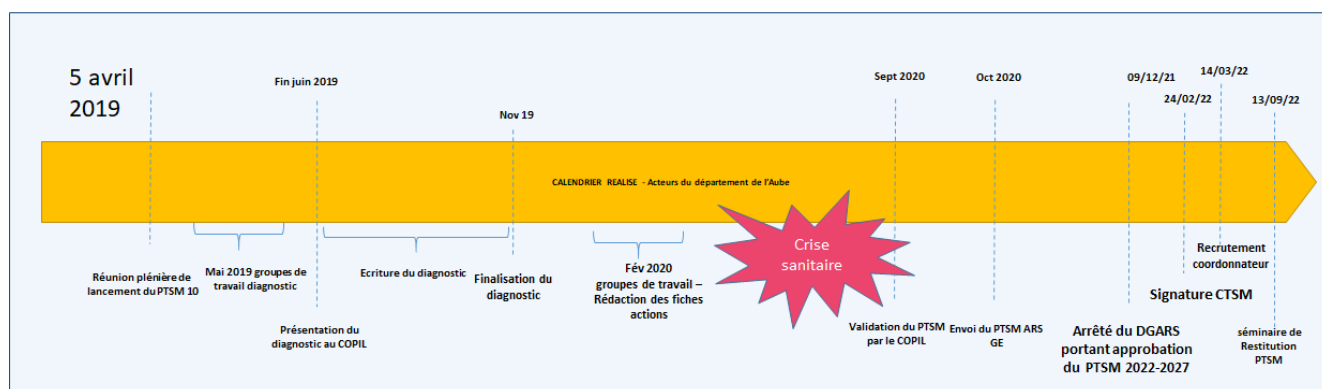 5 avril
2019
Fin juin 2019
Nov 19
Sept 2020
Oct 2020
09/12/21
24/02/22
14/03/22
13/09/22
CALENDRIER REALISE - Acteurs du département de l'Aube
Réunion plénière de
lancement du PTSM 10
Mai 2019 groupes de
travail diagnostic
Présentation du
diagnostic au COPIL
Ecriture du diagnostic
Finalisation du
diagnostic
Fév 2020
groupes de travail –
Rédaction des fiches
actions
Crise
sanitaire
Validation du PTSM
par le COPIL
Envoi du PTSM ARS
GE
Arrêté du DGARS
portant approbation
du PTSM 2022-2027
Signature CTSM
Recrutement
coordonnateur
séminaire de
Restitution
PTSM